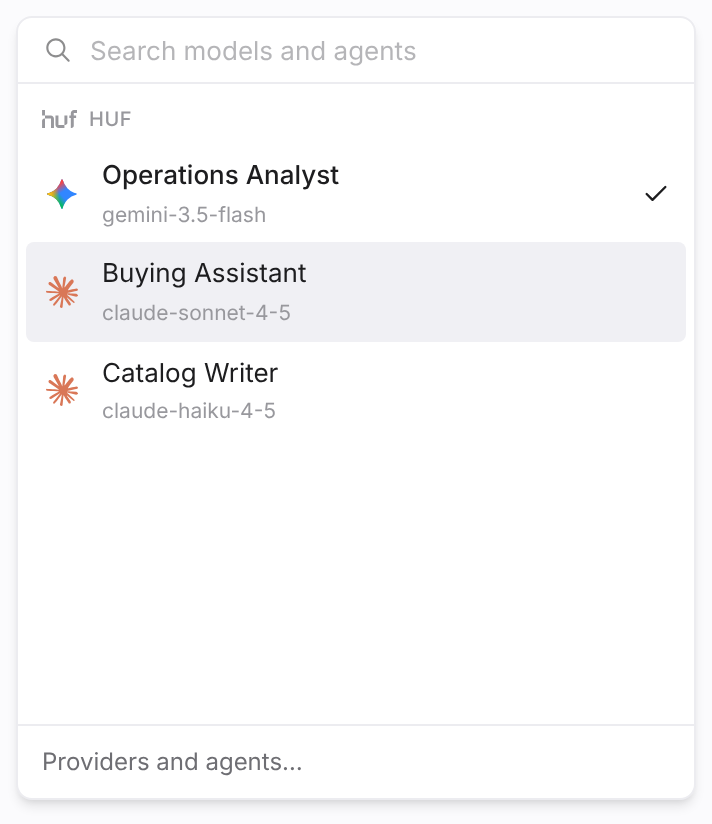 Search models and agents
huf HUF
Operations Analyst
gemini-3.5-flash
Buying Assistant
claude-sonnet-4-5
Catalog Writer
claude-haiku-4-5
Providers and agents...